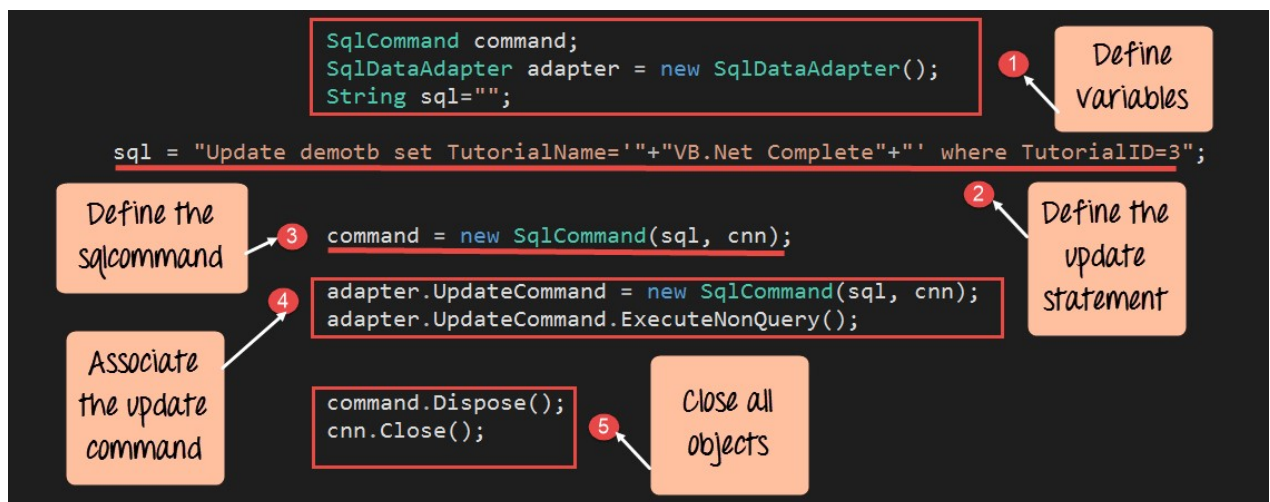 SqlCommand command;
SqlDataAdapter adapter = new SqlDataAdapter();
String sql="";
1
Define
variables
sql = "Update demotb set TutorialName='"+"VB.Net Complete"+"' where TutorialID=3";
2
Define the
update
statement
Define the
sqlcommand
3
command = new SqlCommand(sql, cnn);
4
adapter.UpdateCommand = new SqlCommand(sql, cnn);
adapter.UpdateCommand.ExecuteNonQuery();
Associate
the update
command
command.Dispose();
cnn.Close();
5
Close all
objects